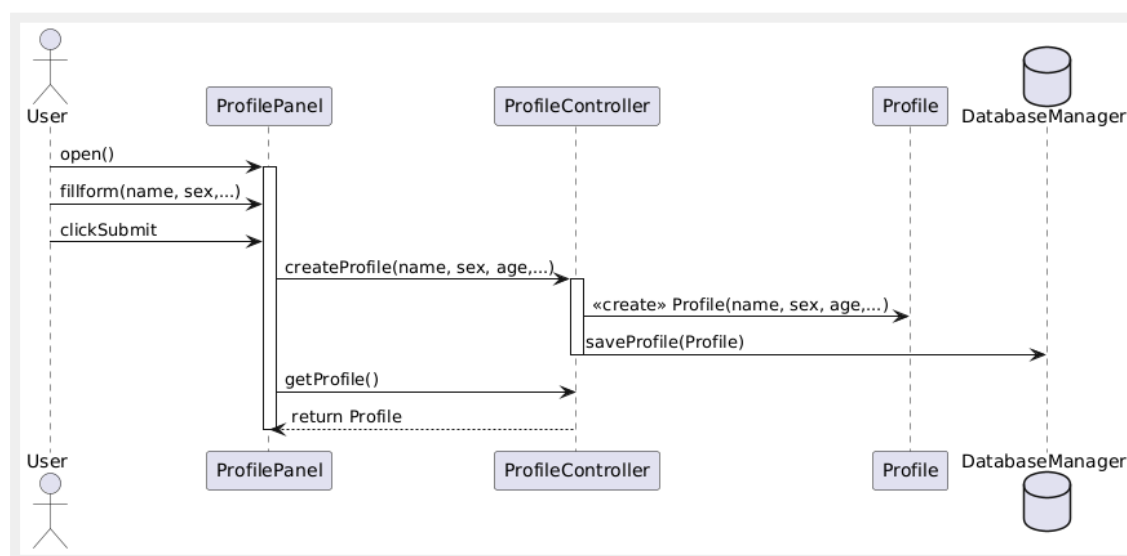 User
ProfilePanel
ProfileController
Profile
DatabaseManager
open()
fillform(name, sex,...)
clickSubmit
createProfile(name, sex, age,...)
«create» Profile(name, sex, age,...)
saveProfile(Profile)
getProfile()
return Profile
User
ProfilePanel
ProfileController
Profile
DatabaseManager